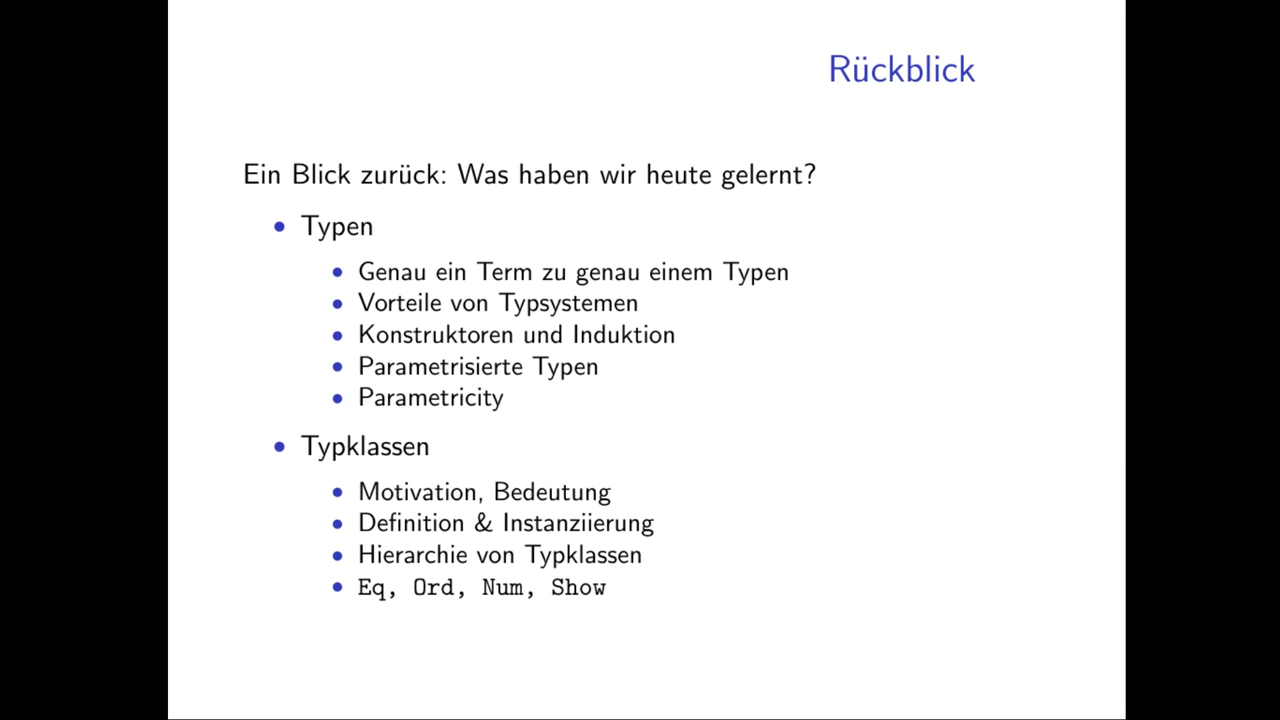 Rückblick
Ein Blick zurück: Was haben wir heute gelernt?
• Typen
• Genau ein Term zu genau einem Typen
• Vorteile von Typsystemen
• Konstruktoren und Induktion
• Parametrisierte Typen
• Parametricity
• Typklassen
• Motivation, Bedeutung
• Definition & Instanziierung
• Hierarchie von Typklassen
• Eq, Ord, Num, Show